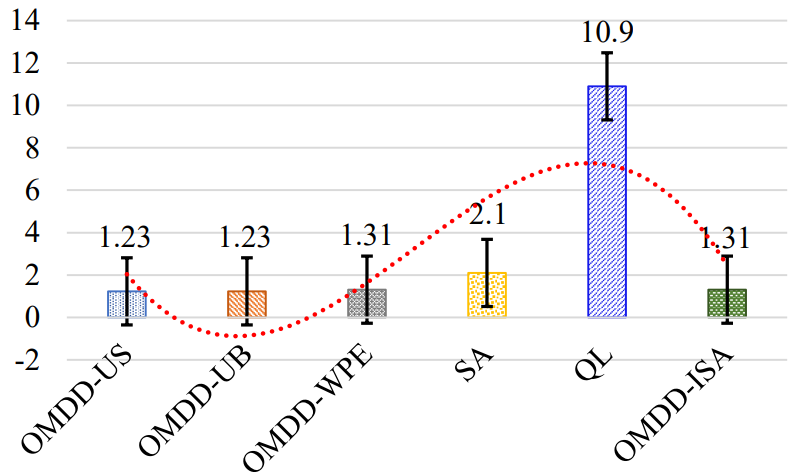 14
12
10
8
6
4
2
0
-2
1.23
1.23
1.31
2.1
10.9
1.31
OMDD-US
OMDD-UB
OMDD-WPE
SA
QL
OMDD-ISA